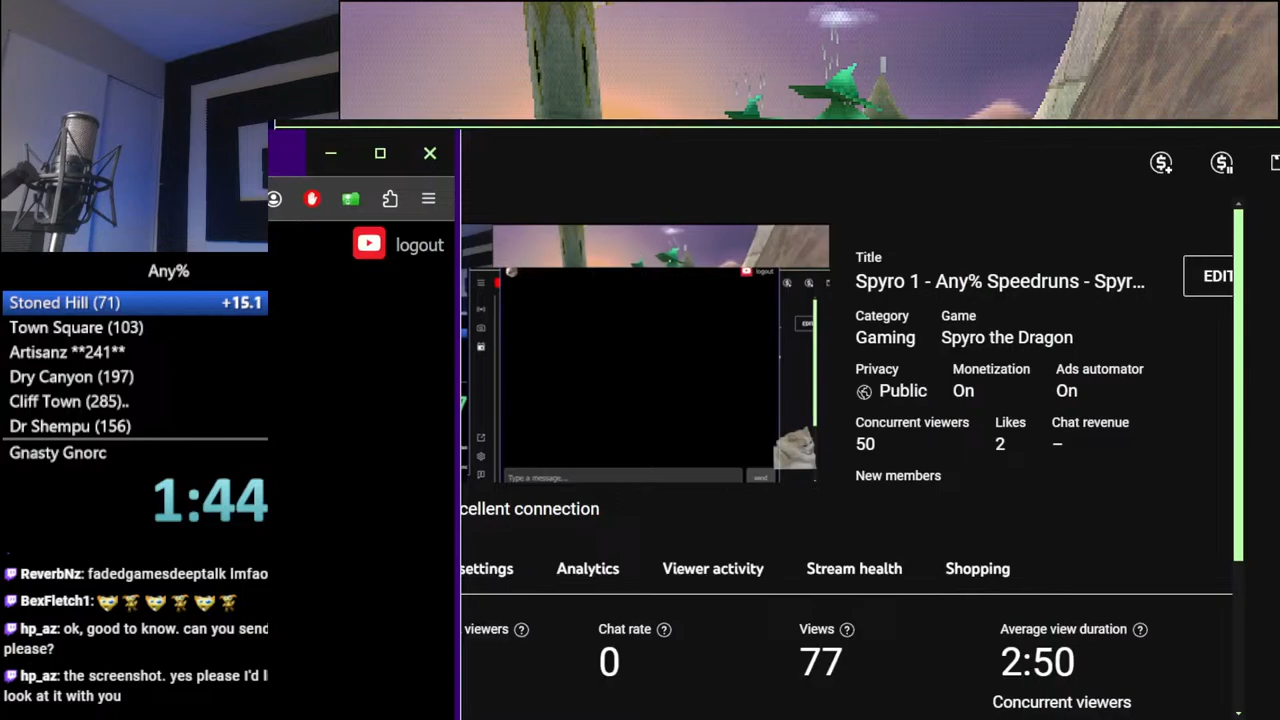 logout
Any%
Stoned Hill (71) +15.1
Town Square (103)
Artisanz **241**
Dry Canyon (197)
Cliff Town (285)..
Dr Shempu (156)
Gnasty Gnorc
1:44
ReverbNz: fadedgamesdeeptalk lmfao
BexFletch1:
hp_az: ok, good to know. can you send
please?
hp_az: the screenshot. yes please I'd l
look at it with you
logout
Type a message...
send
Title
Spyro 1 - Any% Speedruns - Spyr...
EDIT
Category Game
Gaming Spyro the Dragon
Privacy Monetization Ads automator
Public On On
Concurrent viewers Likes Chat revenue
50 2 –
New members
cellent connection
settings Analytics Viewer activity Stream health Shopping
viewers Chat rate Views Average view duration
0 77 2:50
Concurrent viewers